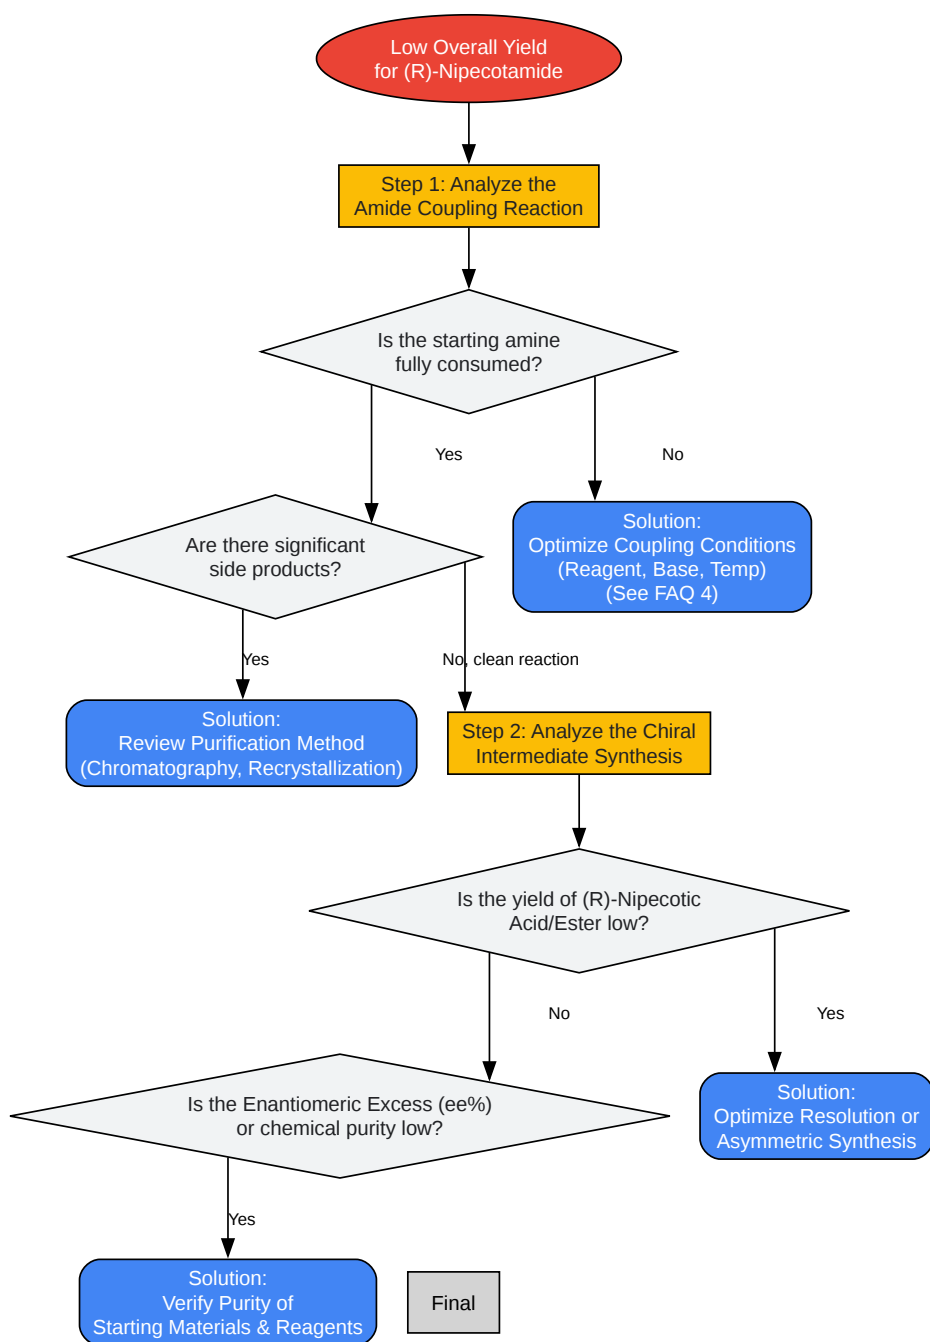 Low Overall Yield
for (R)-Nipecotamide
Step 1: Analyze the
Amide Coupling Reaction
Is the starting amine
fully consumed?
Yes
No
Are there significant
side products?
Solution:
Optimize Coupling Conditions
(Reagent, Base, Temp)
(See FAQ 4)
Yes
No, clean reaction
Solution:
Review Purification Method
(Chromatography, Recrystallization)
Step 2: Analyze the Chiral
Intermediate Synthesis
Is the yield of (R)-Nipecotic
Acid/Ester low?
No
Yes
Is the Enantiomeric Excess (ee%)
or chemical purity low?
Solution:
Optimize Resolution or
Asymmetric Synthesis
Yes
Solution:
Verify Purity of
Starting Materials & Reagents
Final